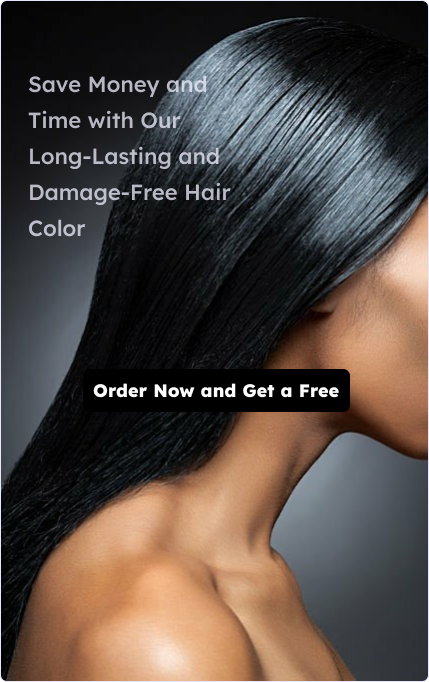 Save Money and
Time with Our
Long-Lasting and
Damage-Free Hair
Color
Order Now and Get a Free